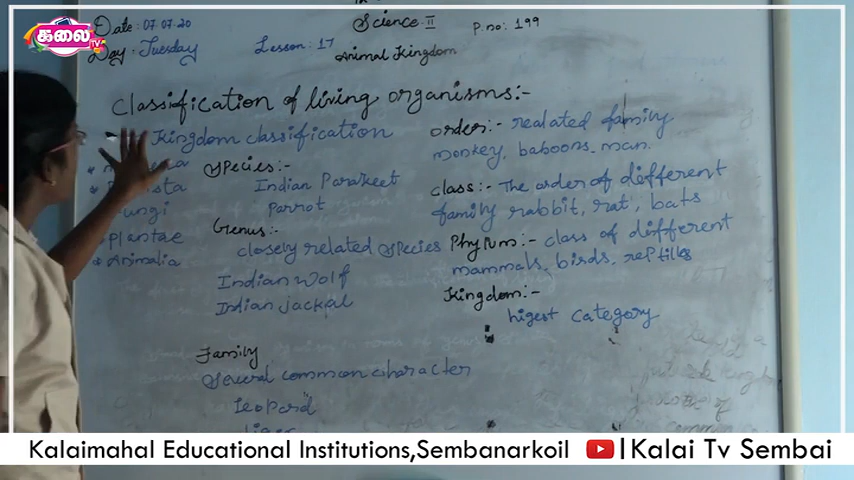 கலை TV
Date: 07.07.20
Day: Tuesday
Science-II
P.no: 199
Lesson: 17
Animal Kingdom
Classification of living organisms:-
Kingdom classification
* Plantae
* Animalia
Species:-
Indian Parakeet
Parrot
Genus:-
closely related species
Indian wolf
Indian jackal
Family
Several common character
leopard
order:- realated family
monkey, baboons, man.
class:- The order of different
family rabbit, rat, bats
Phylum:- class of different
mammals, birds, reptilles
Kingdom:-
higest category
Kalaimahal Educational Institutions,Sembanarkoil
|Kalai Tv Sembai